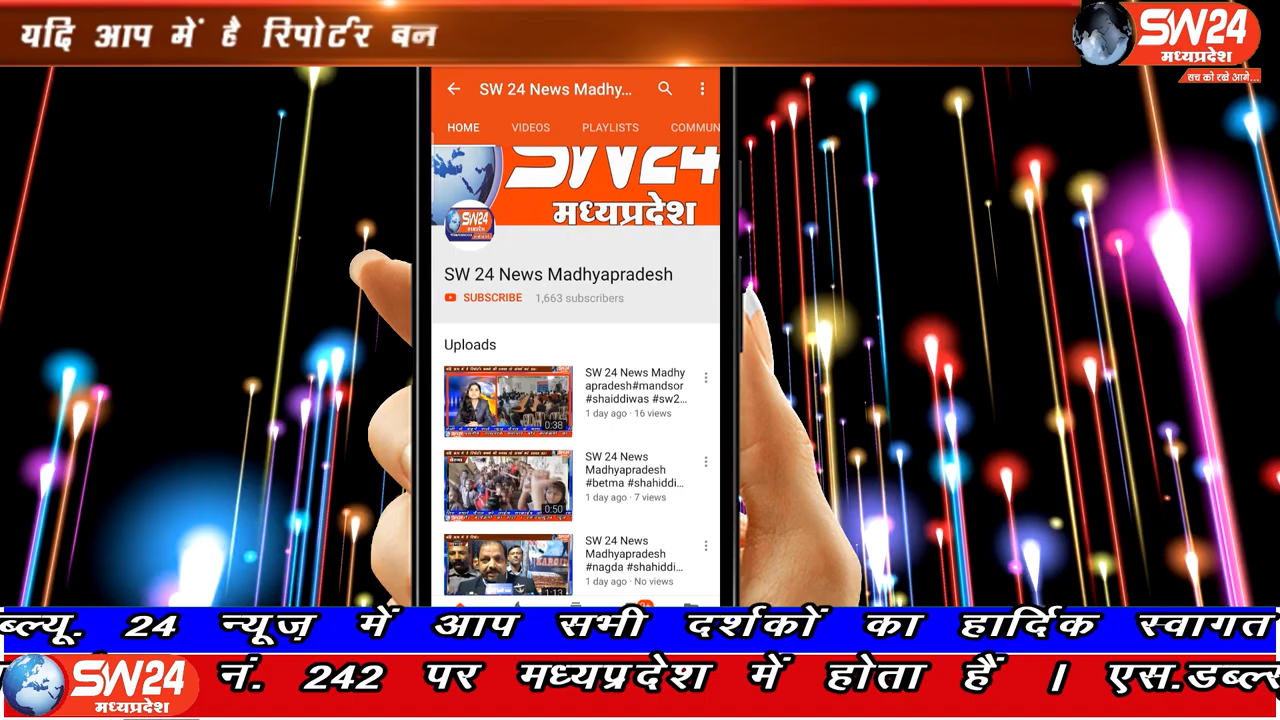 यदि आप में है रिपोर्टर बन
SW24
मध्यप्रदेश
सच को रखे आगे...
SW 24 News Madhy...
HOME VIDEOS PLAYLISTS COMMUN
SW24
मध्यप्रदेश
SW24
SW 24 News Madhyapradesh
SUBSCRIBE 1,663 subscribers
Uploads
SW 24 News Madhy
apradesh#mandsor
#shaiddiwas #sw2...
1 day ago · 16 views
0:38
SW 24 News
Madhyapradesh
#betma #shahiddi...
1 day ago · 7 views
0:50
SW 24 News
Madhyapradesh
#nagda #shahiddi...
1 day ago · No views
1:13
ब्ल्यू. 24 न्यूज़ में आप सभी दर्शकों का हार्दिक स्वागत
नं. 242 पर मध्यप्रदेश में होता हैं । एस.डब्ल्यु
SW24
मध्यप्रदेश